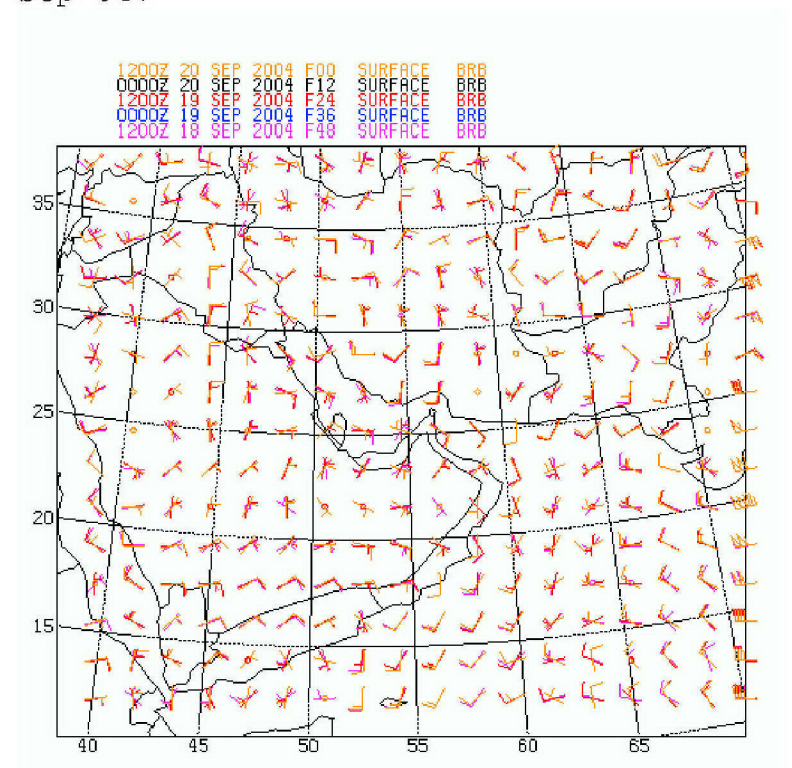 1200Z 20 SEP 2004 F00 SURFACE BRB
0000Z 20 SEP 2004 F12 SURFACE BRB
1200Z 19 SEP 2004 F24 SURFACE BRB
0000Z 19 SEP 2004 F36 SURFACE BRB
1200Z 18 SEP 2004 F48 SURFACE BRB
35
30
25
20
15
40 45 50 55 60 65